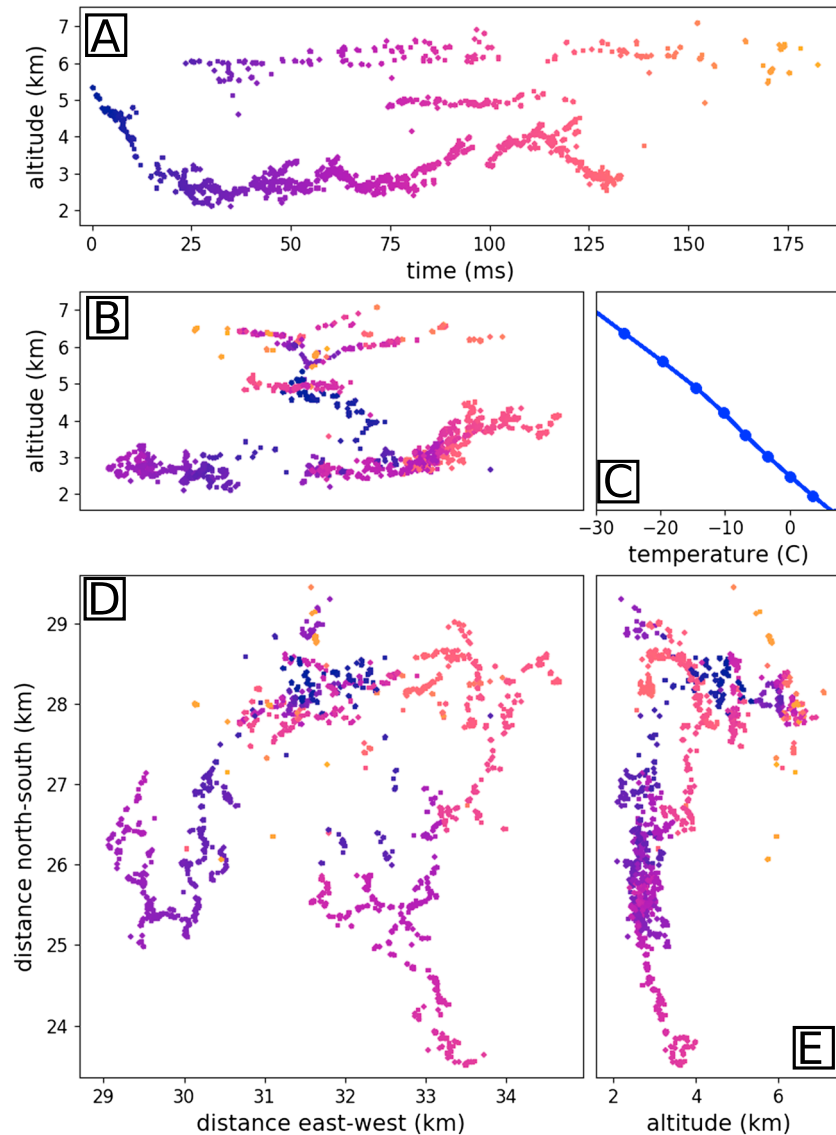 A
7
6
5
4
3
2
altitude (km)
0 25 50 75 100 125 150 175
time (ms)
B
7
6
5
4
3
2
altitude (km)
C
−30 −20 −10 0
temperature (C)
D
29
28
27
26
25
24
distance north-south (km)
29 30 31 32 33 34
distance east-west (km)
E
2 4 6
altitude (km)